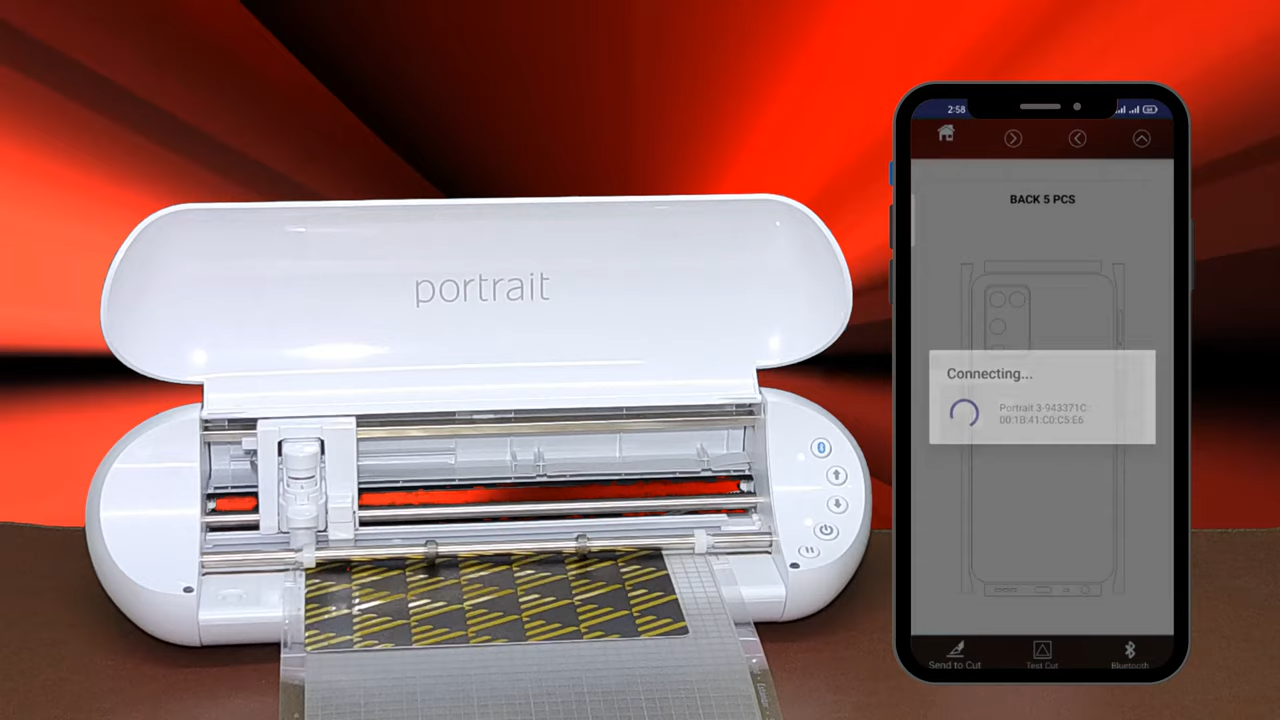 portrait
2:58
BACK 5 PCS
Connecting...
Portrait 3-943371C
00:1B:41:C0:C5:E6
Send to Cut
Test Cut
Bluetooth